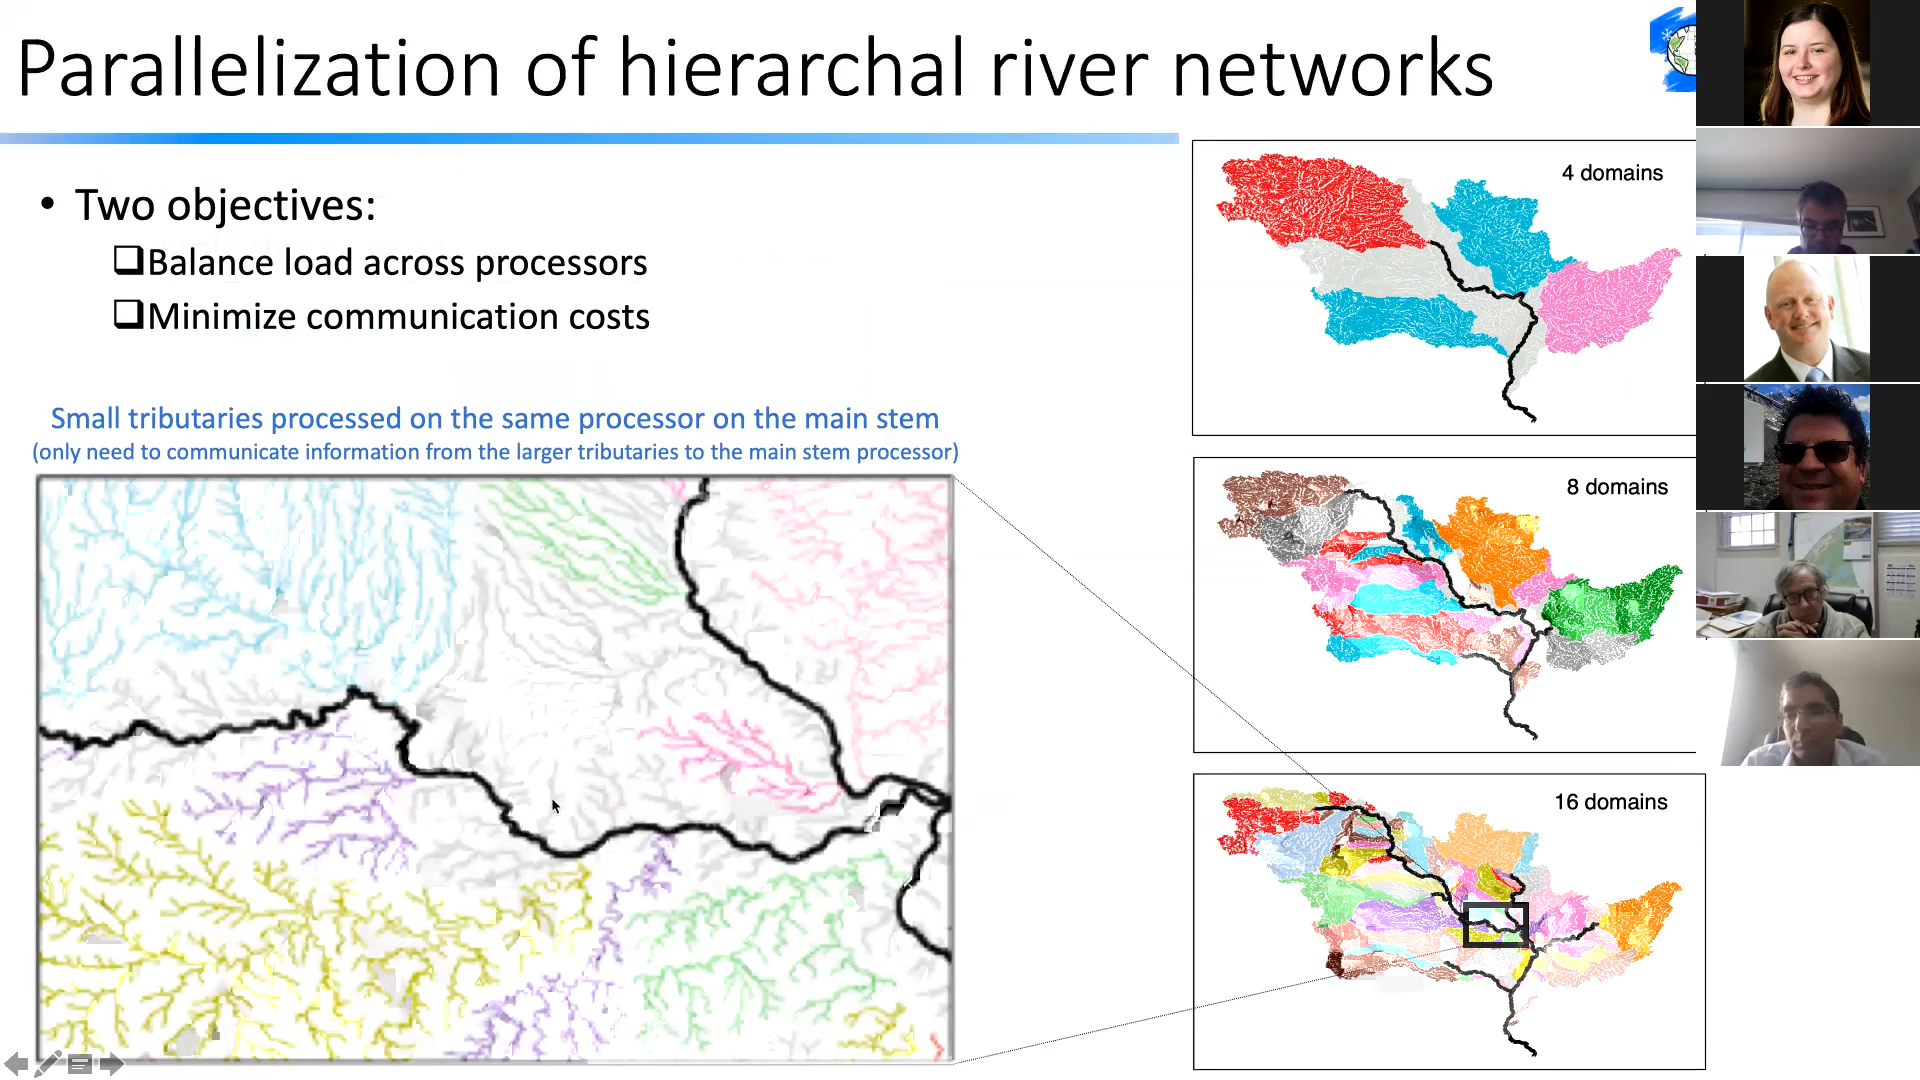 Parallelization of hierarchal river networks
• Two objectives:
❑Balance load across processors
❑Minimize communication costs
Small tributaries processed on the same processor on the main stem
(only need to communicate information from the larger tributaries to the main stem processor)
4 domains
8 domains
16 domains